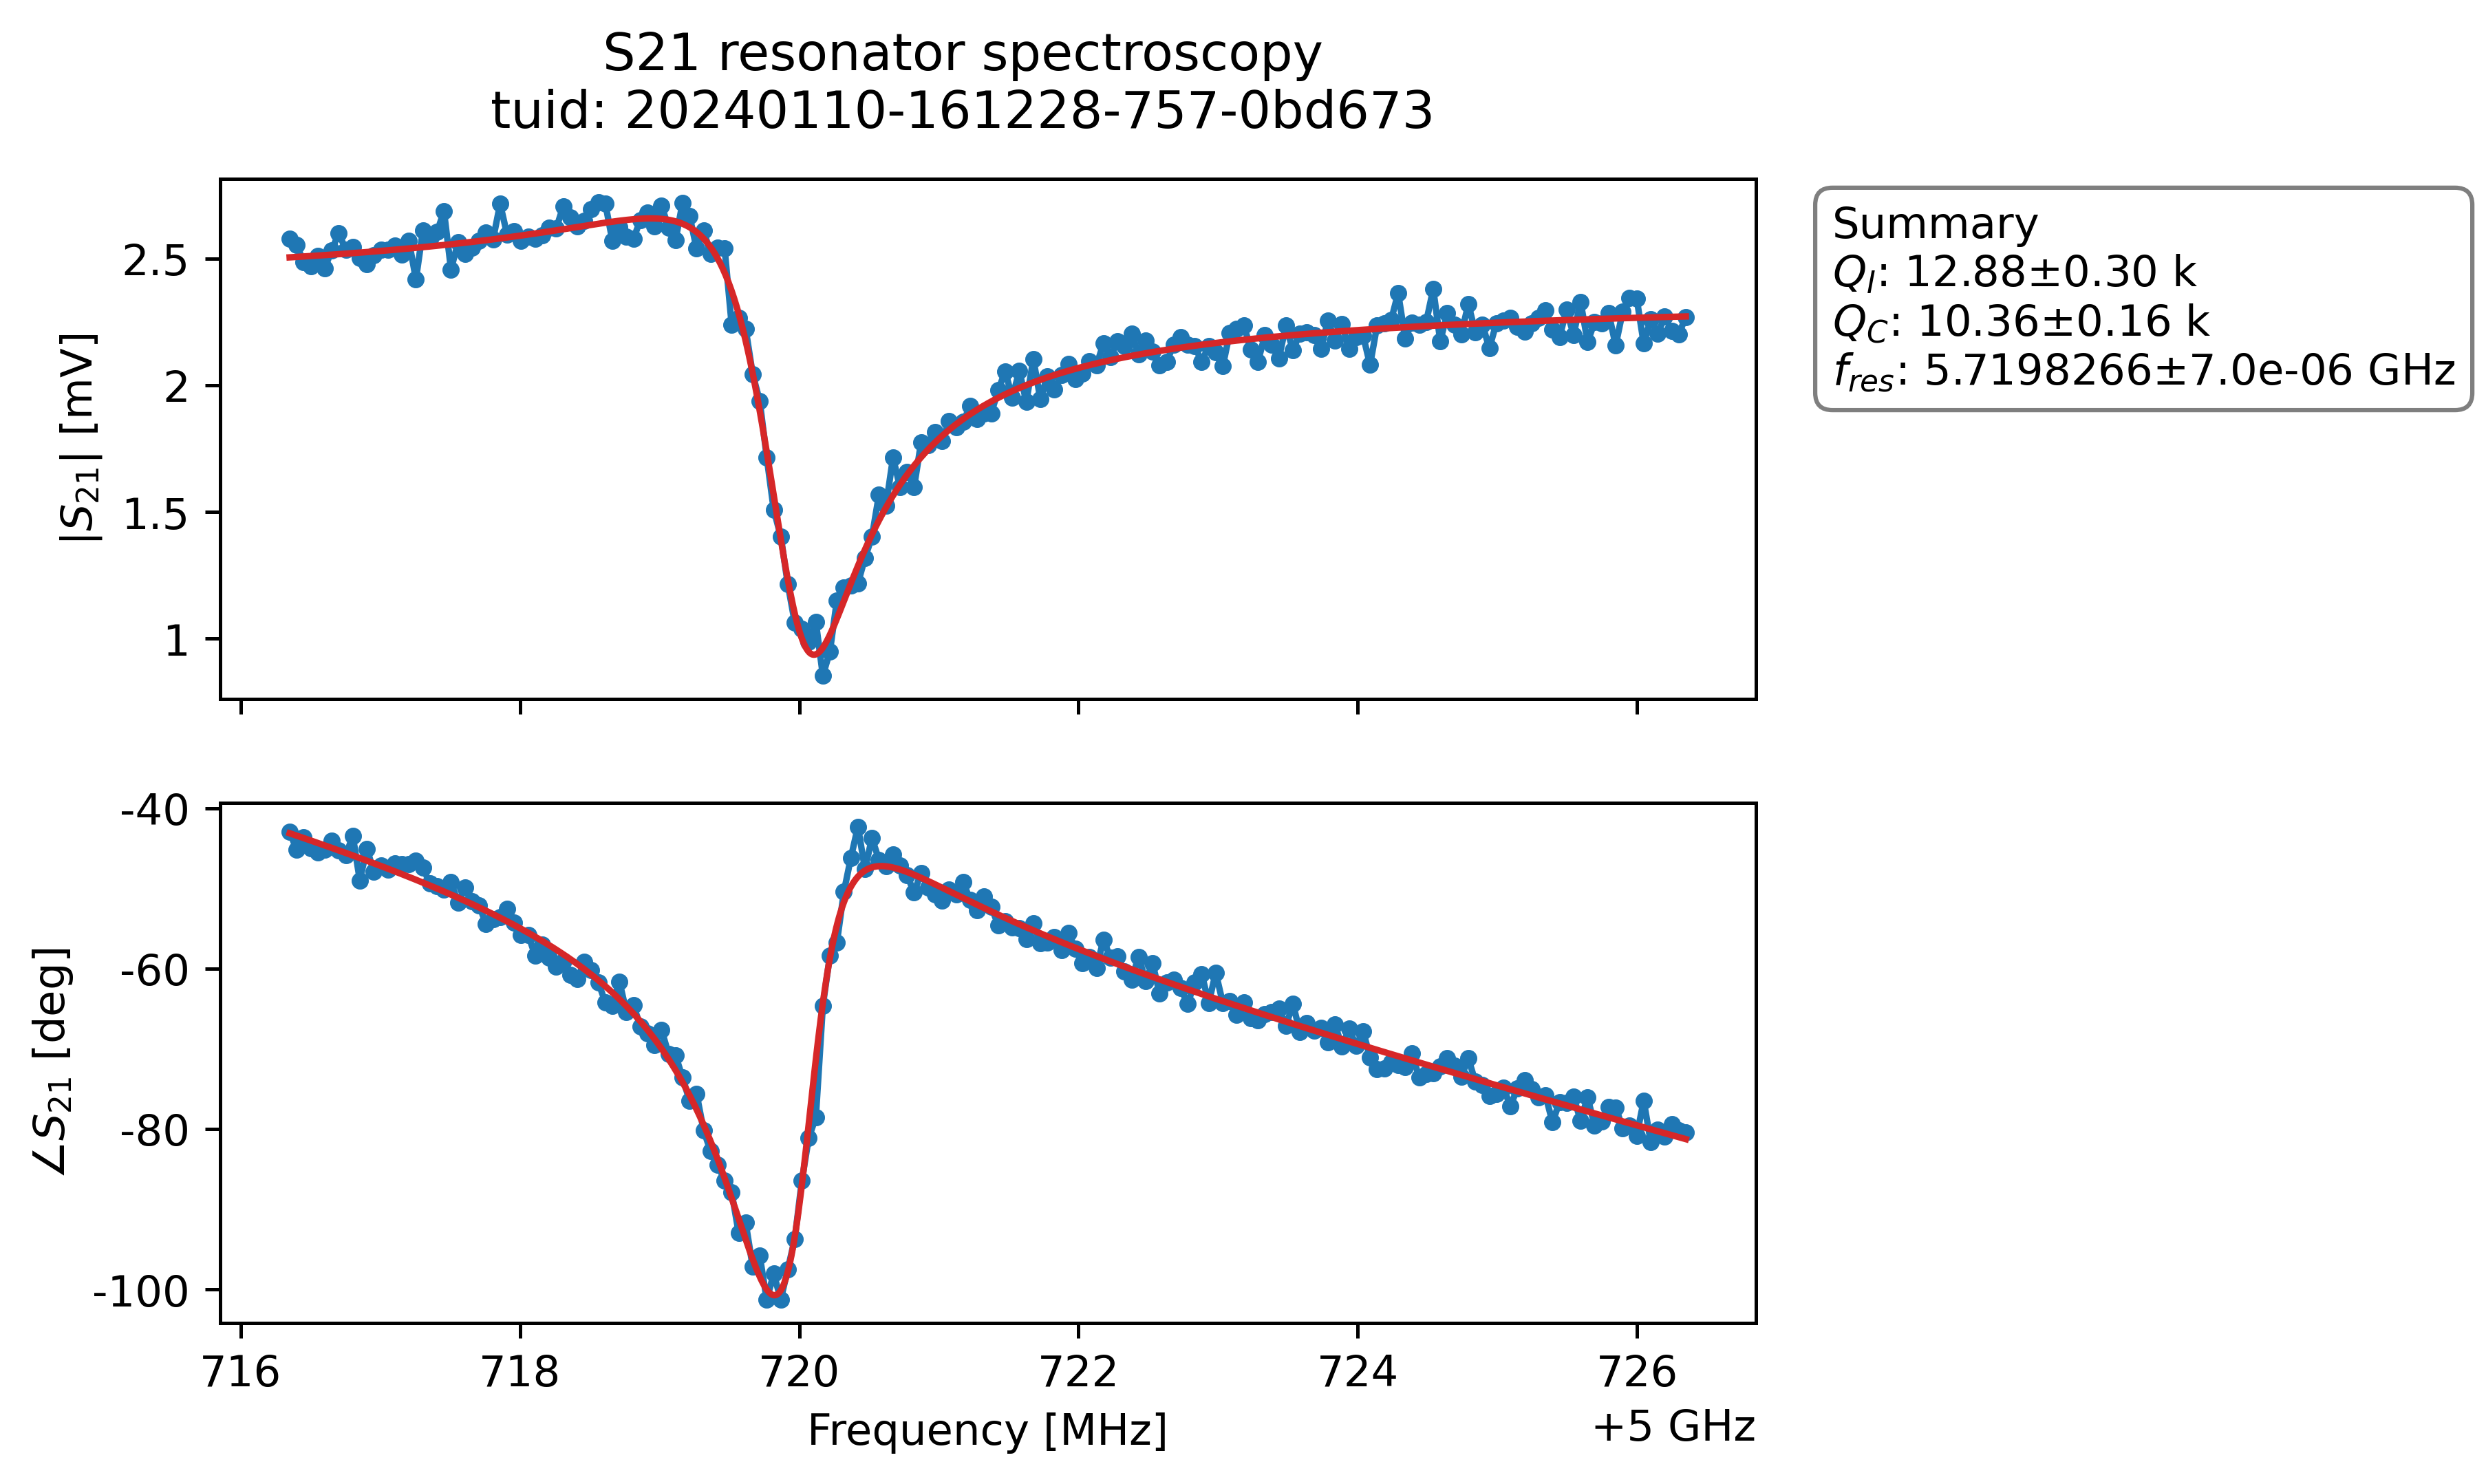 S21 resonator spectroscopy
tuid: 20240110-161228-757-0bd673
|S21| [mV]
2.5
2
1.5
1
Summary
QI: 12.88±0.30 k
QC: 10.36±0.16 k
fres: 5.7198266±7.0e-06 GHz
∠S21 [deg]
-40
-60
-80
-100
716 718 720 722 724 726
Frequency [MHz]
+5 GHz